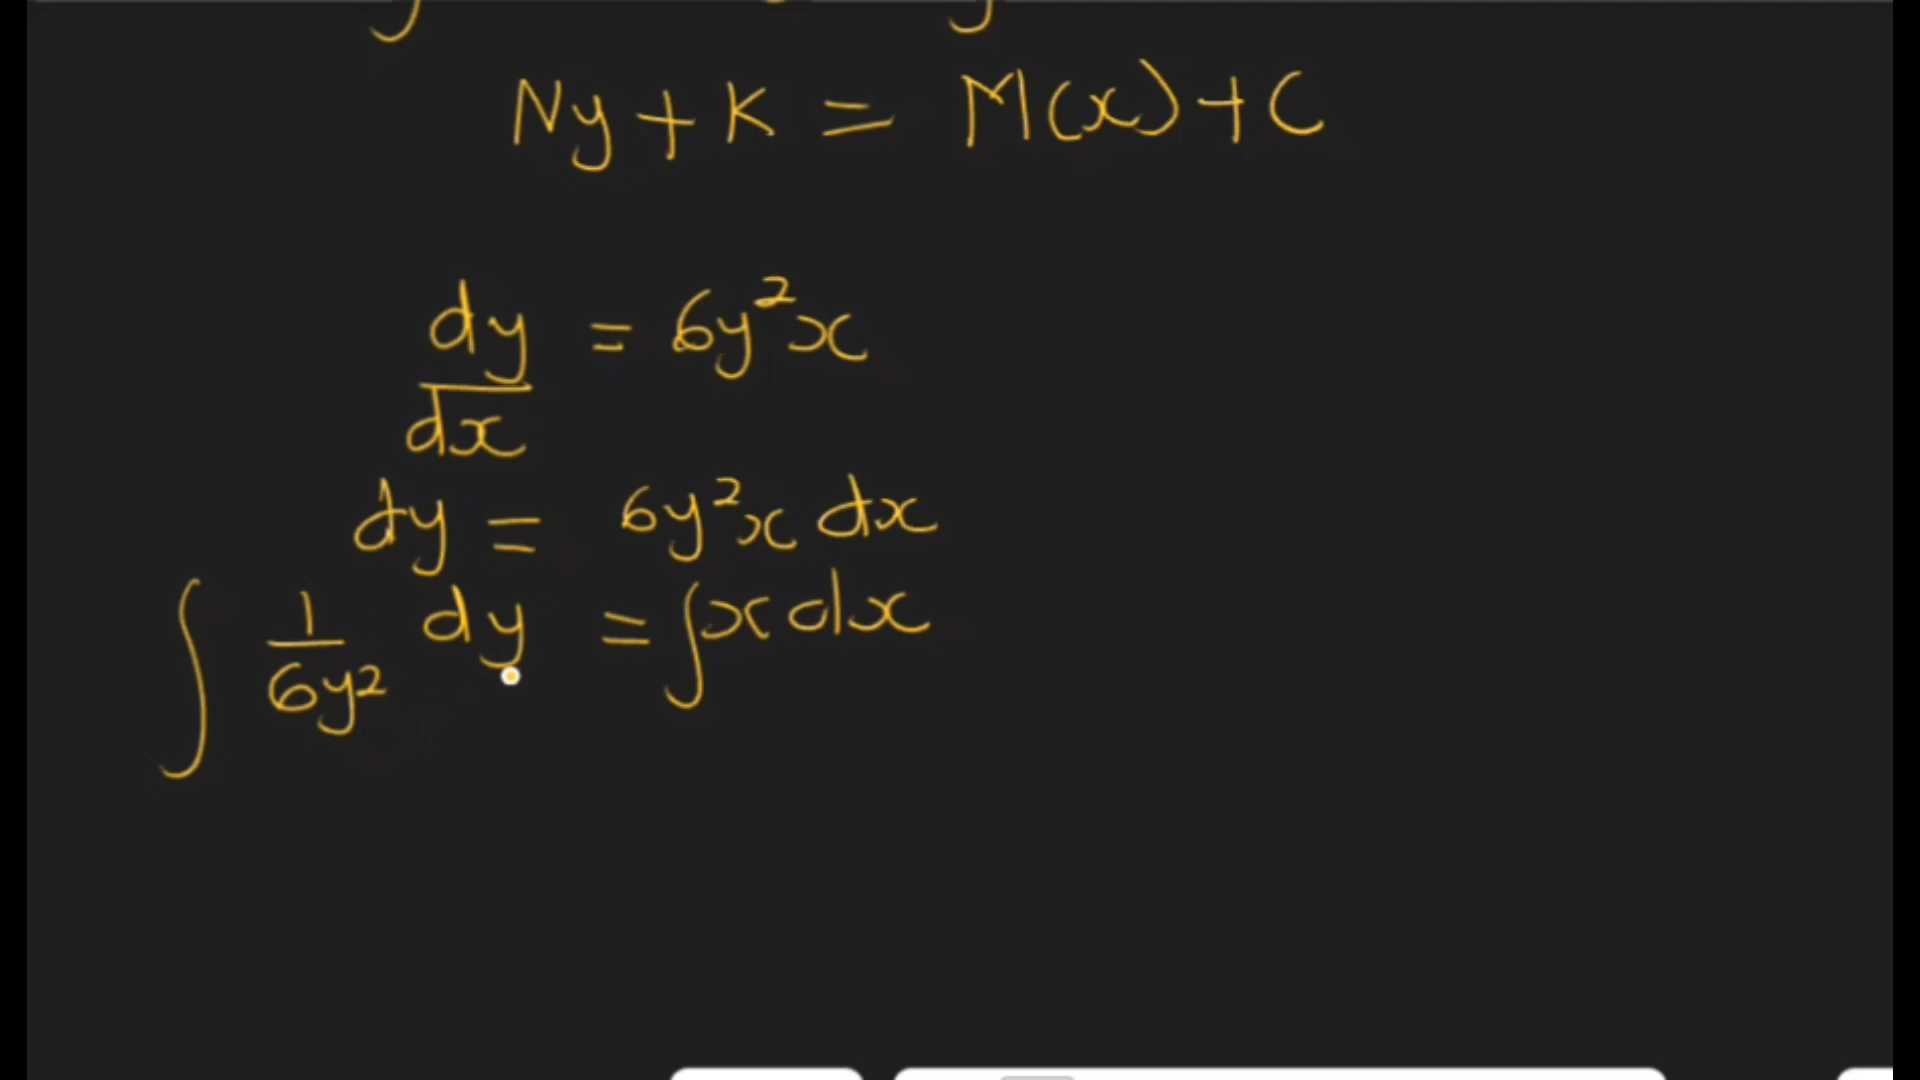 Ny + K = M(x) + C
dy/dx = 6y²x
dy = 6y²x dx
∫ 1/6y² dy = ∫x dx